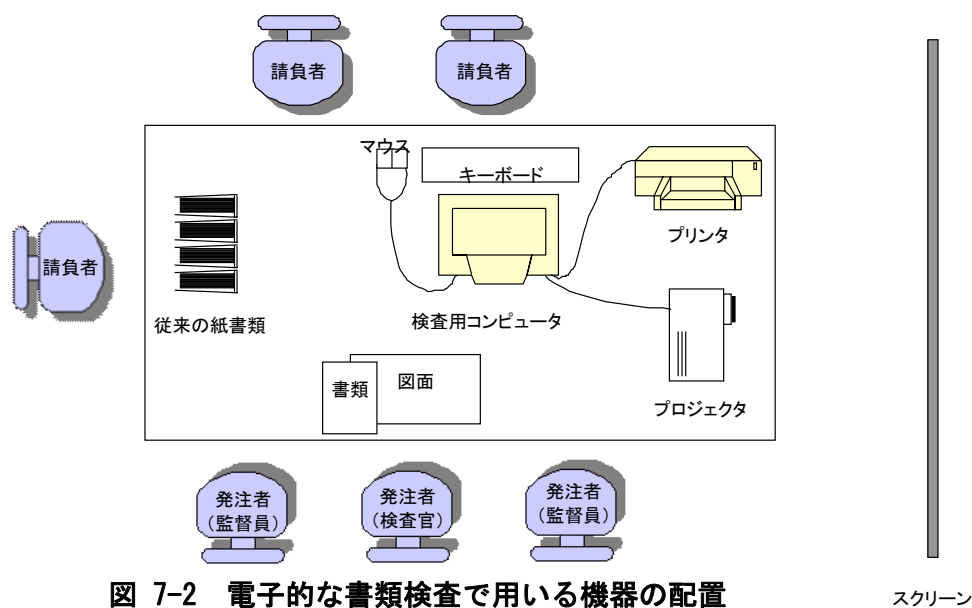 請負者
請負者
マウス
キーボード
プリンタ
請負者
従来の紙書類
検査用コンピュータ
書類
図面
プロジェクタ
発注者
(監督員)
発注者
(検査官)
発注者
(監督員)
図 7-2 電子的な書類検査で用いる機器の配置
スクリーン